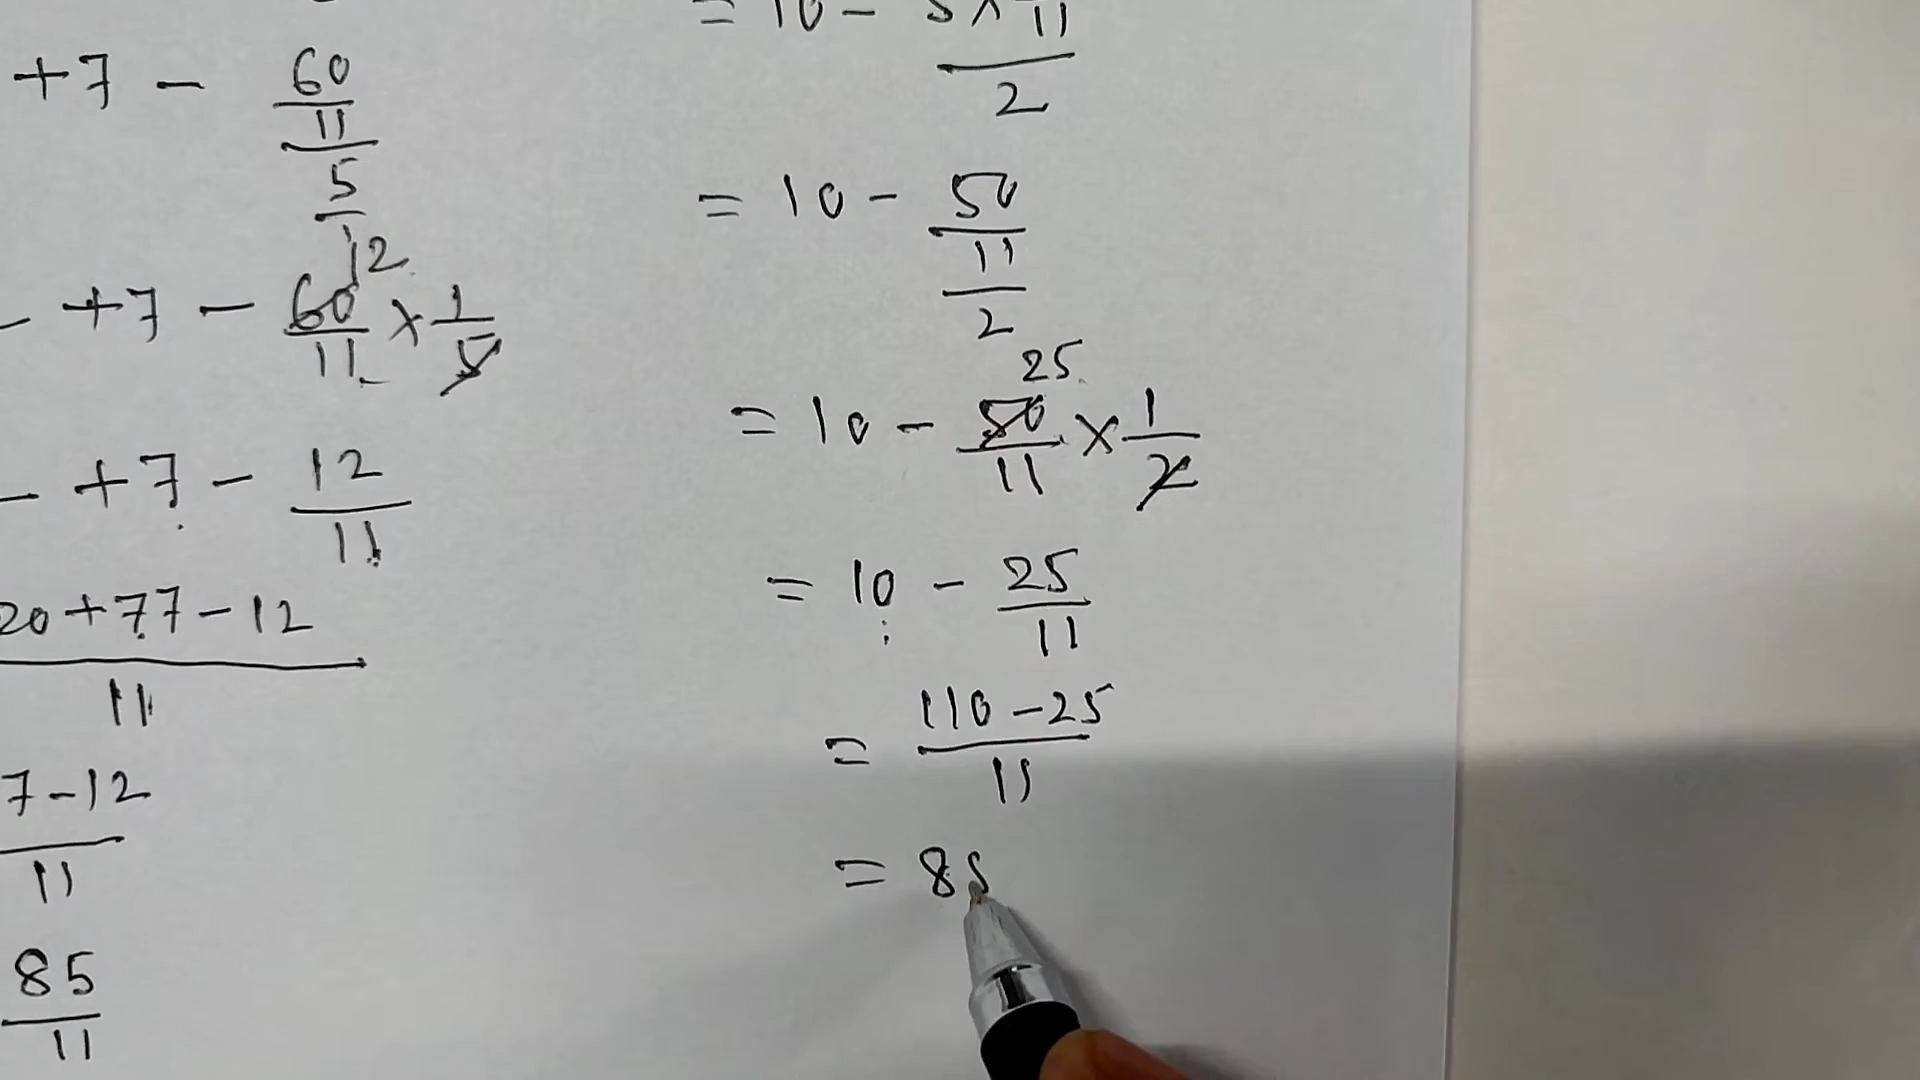 +7 - 60/11/5/1
- +7 - 60/11 × 1/5 12
- +7 - 12/11
20+77-12/11
7-12/11
85/11
= 10 - 5×/11/2
= 10 - 50/11/2
= 10 - 50/11 × 1/2 25
= 10 - 25/11
= 110-25/11
= 85